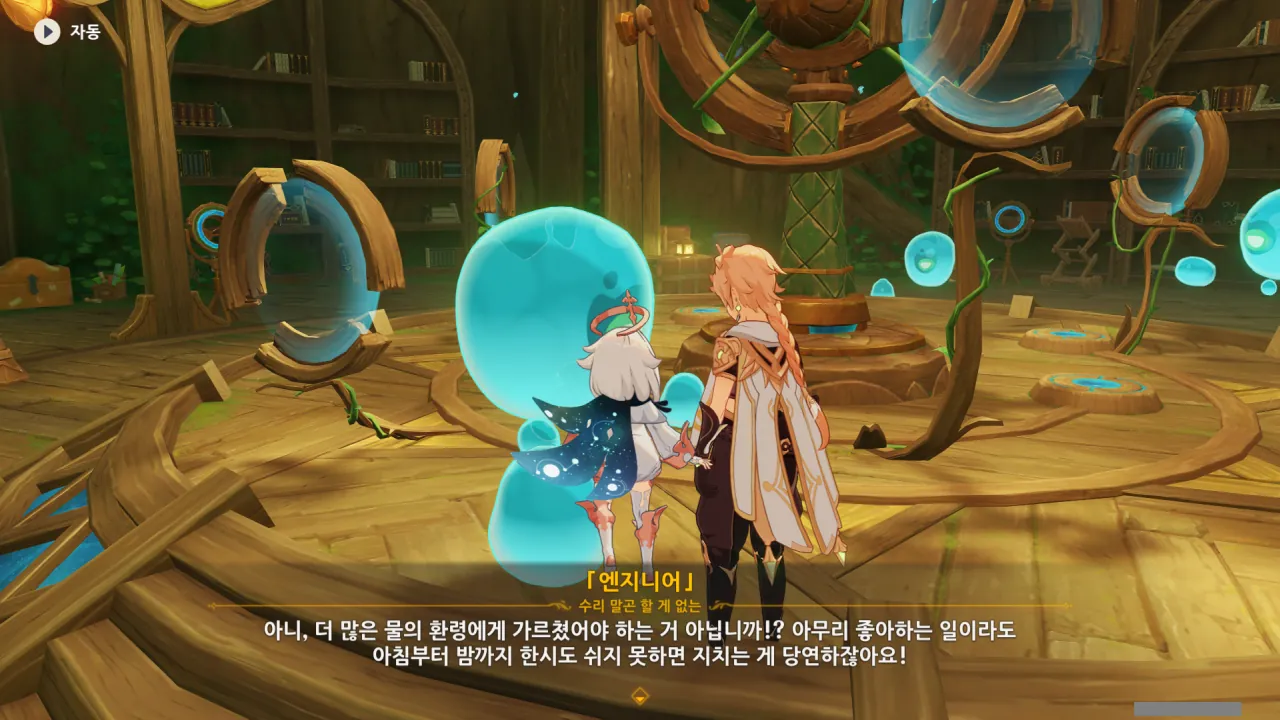 자동
「엔지니어」
수리 말곤 할 게 없는
아니, 더 많은 물의 환령에게 가르쳤어야 하는 거 아닙니까!? 아무리 좋아하는 일이라도
아침부터 밤까지 한시도 쉬지 못하면 지치는 게 당연하잖아요!